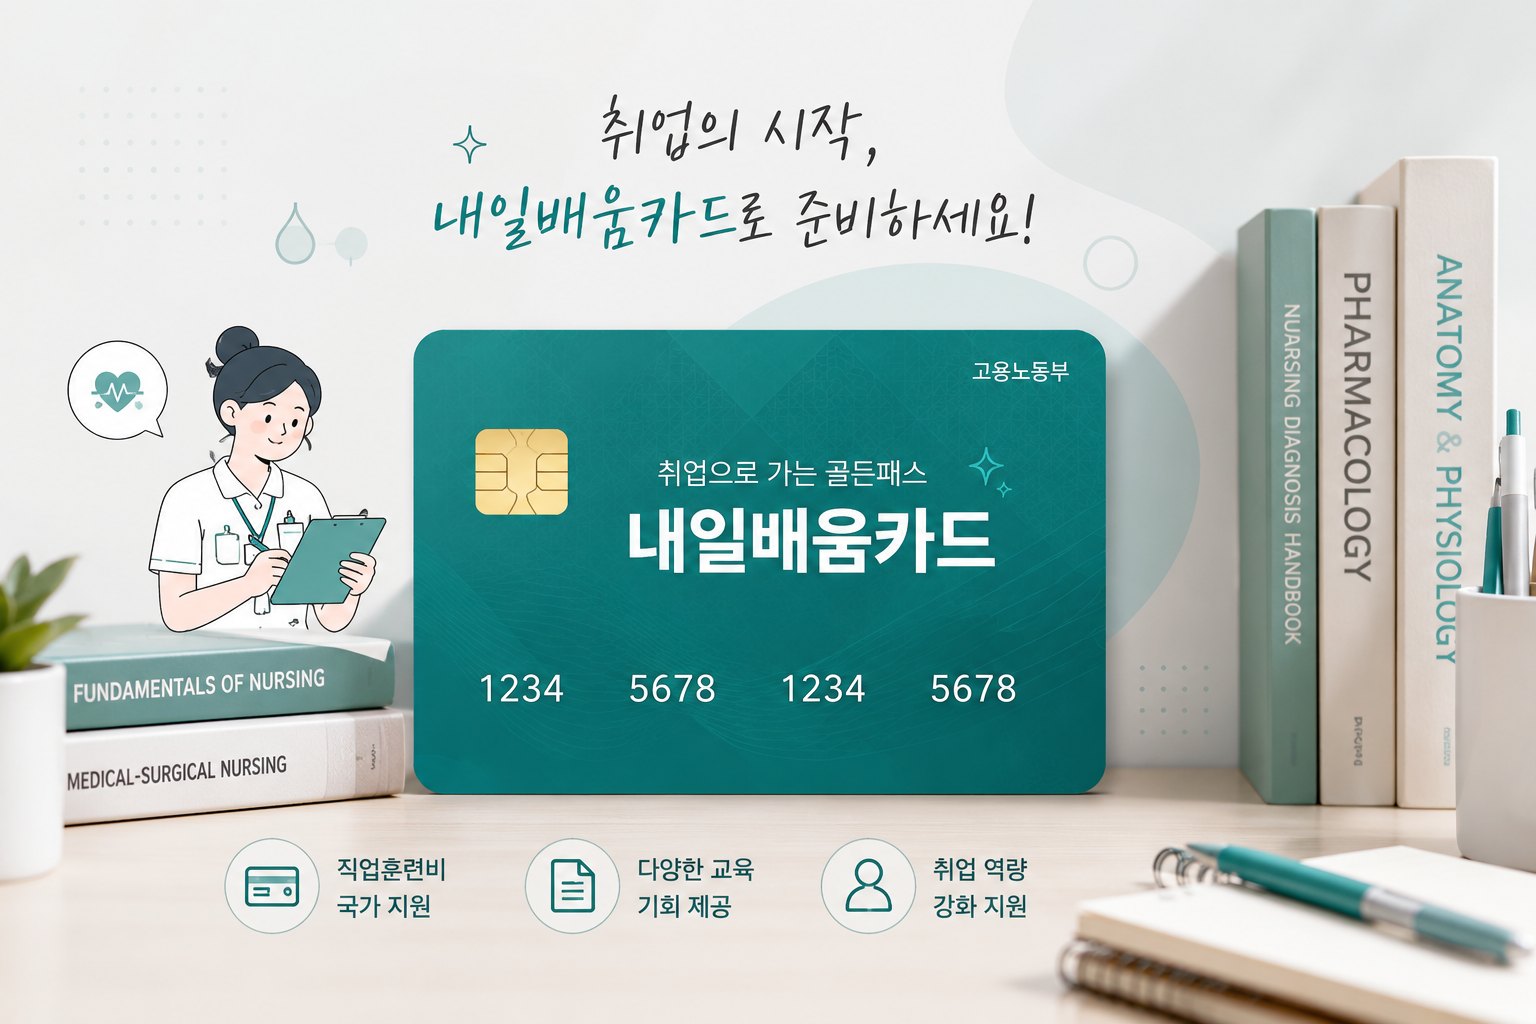 취업의 시작,
내일배움카드로 준비하세요!
고용노동부
취업으로 가는 골든패스
내일배움카드
1234 5678 1234 5678
FUNDAMENTALS OF NURSING
MEDICAL-SURGICAL NURSING
NUARSING DIAGNOSIS HANDBOOK
PHARMACOLOGY
ANATOMY & PHYSIOLOGY
직업훈련비
국가 지원
다양한 교육
기회 제공
취업 역량
강화 지원